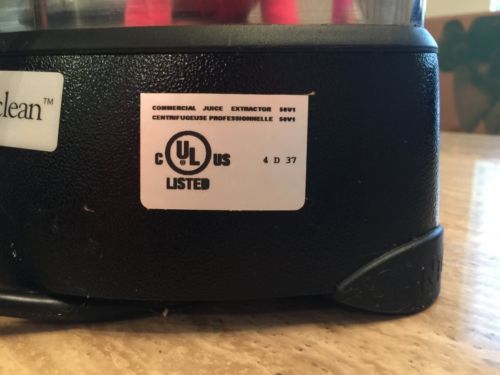 clean™
COMMERCIAL JUICE EXTRACTOR 50V1
CENTRIFUGEUSE PROFESSIONNELLE 50V1
C UL ® US
4 D 37
LISTED